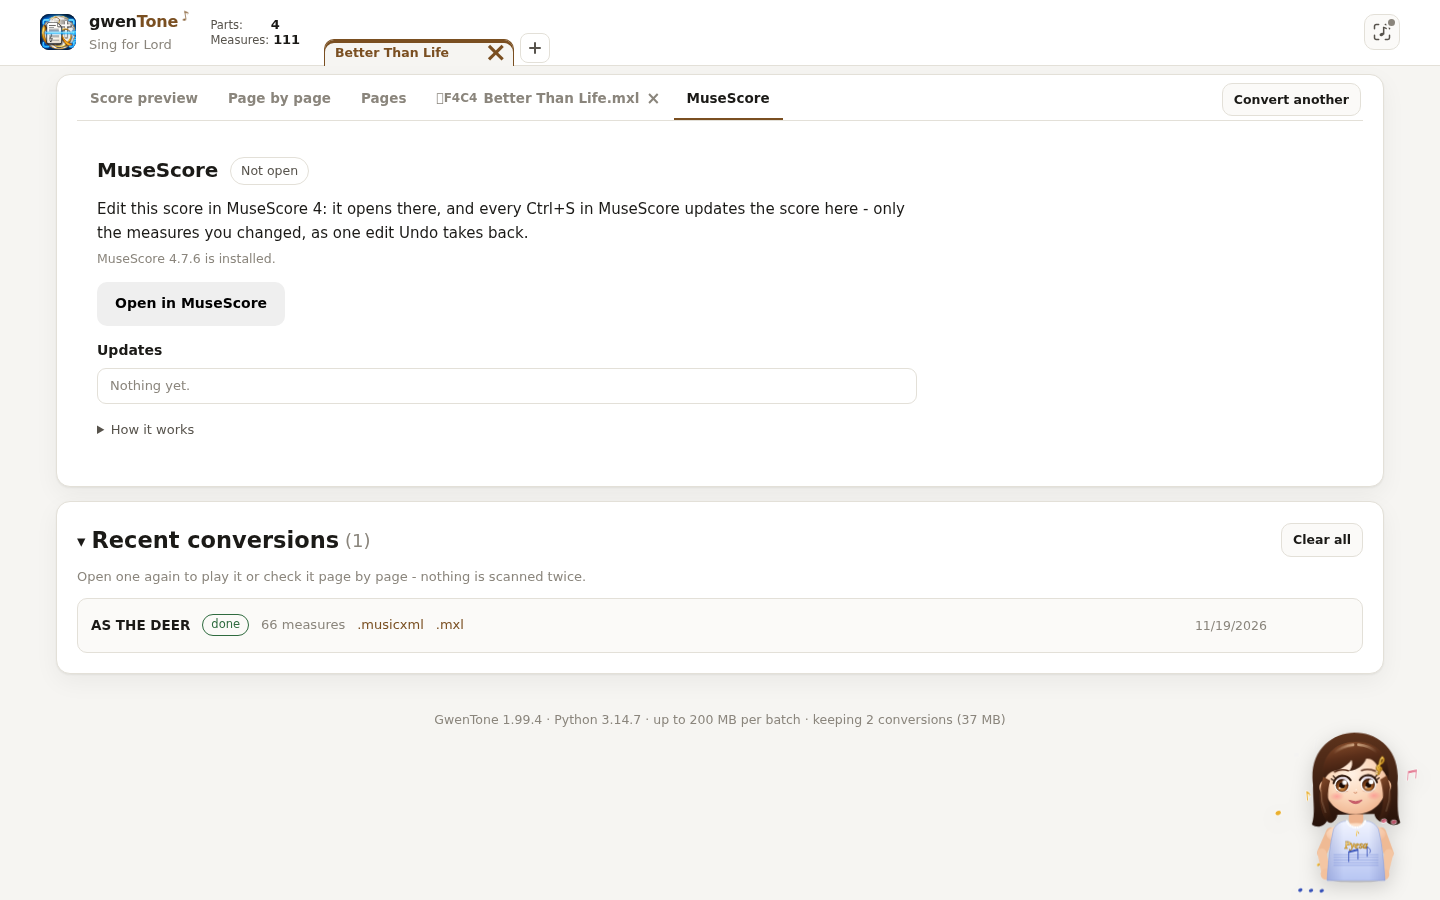 gwenTone
Sing for Lord
Parts: 4
Measures: 111
Better Than Life
Score preview
Page by page
Pages
F4C4 Better Than Life.mxl
MuseScore
Convert another
MuseScore
Not open
Edit this score in MuseScore 4: it opens there, and every Ctrl+S in MuseScore updates the score here - only
the measures you changed, as one edit Undo takes back.
MuseScore 4.7.6 is installed.
Open in MuseScore
Updates
Nothing yet.
How it works
Recent conversions (1)
Clear all
Open one again to play it or check it page by page - nothing is scanned twice.
AS THE DEER done 66 measures .musicxml .mxl 11/19/2026
GwenTone 1.99.4 · Python 3.14.7 · up to 200 MB per batch · keeping 2 conversions (37 MB)